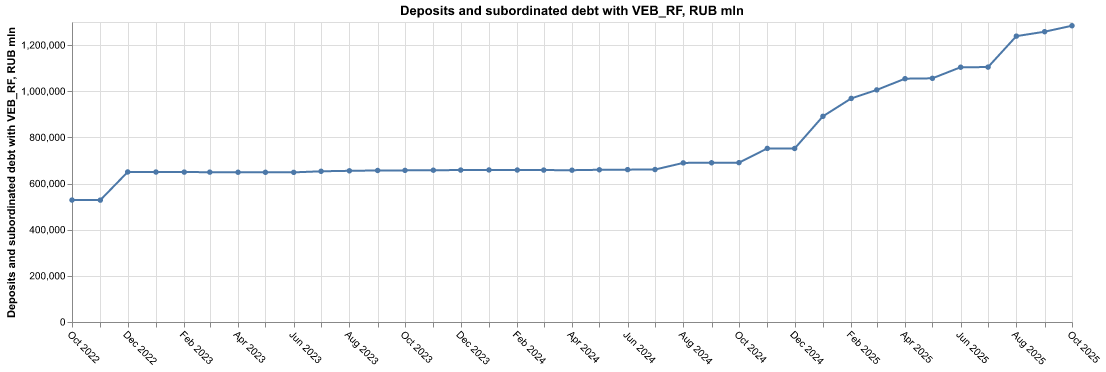 Deposits and subordinated debt with VEB_RF, RUB mln
Deposits and subordinated debt with VEB_RF, RUB mln
1,200,000
1,000,000
800,000
600,000
400,000
200,000
0
Oct 2022
Dec 2022
Feb 2023
Apr 2023
Jun 2023
Aug 2023
Oct 2023
Dec 2023
Feb 2024
Apr 2024
Jun 2024
Aug 2024
Oct 2024
Dec 2024
Feb 2025
Apr 2025
Jun 2025
Aug 2025
Oct 2025